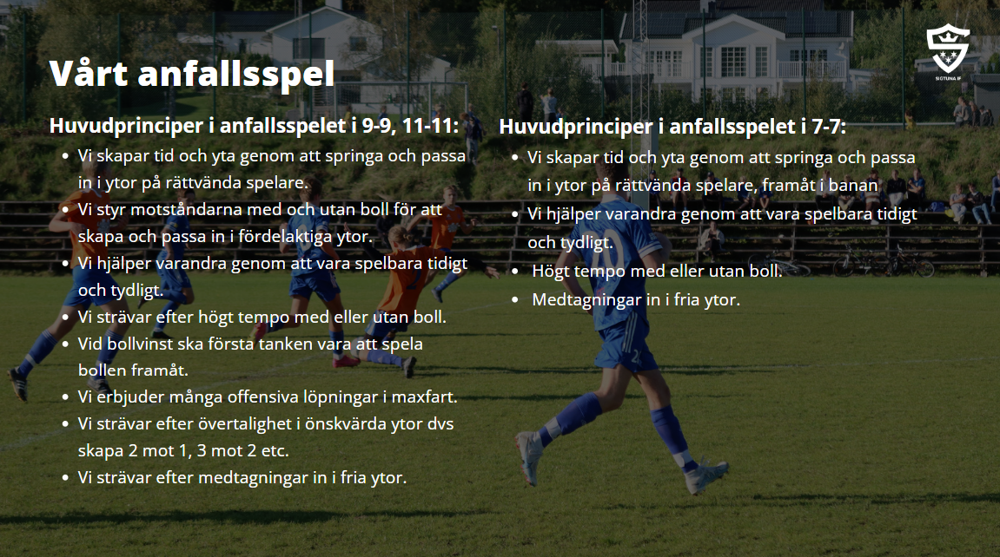 Vårt anfallsspel
SIGTUNA IF
Huvudprinciper i anfallsspelet i 9-9, 11-11:
• Vi skapar tid och yta genom att springa och passa
in i ytor på rättvända spelare.
• Vi styr motståndarna med och utan boll för att
skapa och passa in i fördelaktiga ytor.
• Vi hjälper varandra genom att vara spelbara tidigt
och tydligt.
• Vi strävar efter högt tempo med eller utan boll.
• Vid bollvinst ska första tanken vara att spela
bollen framåt.
• Vi erbjuder många offensiva löpningar i maxfart.
• Vi strävar efter övertalighet i önskvärda ytor dvs
skapa 2 mot 1, 3 mot 2 etc.
• Vi strävar efter medtagningar in i fria ytor.
Huvudprinciper i anfallsspelet i 7-7:
• Vi skapar tid och yta genom att springa och passa
in i ytor på rättvända spelare, framåt i banan
• Vi hjälper varandra genom att vara spelbara tidigt
och tydligt.
• Högt tempo med eller utan boll.
• Medtagningar in i fria ytor.